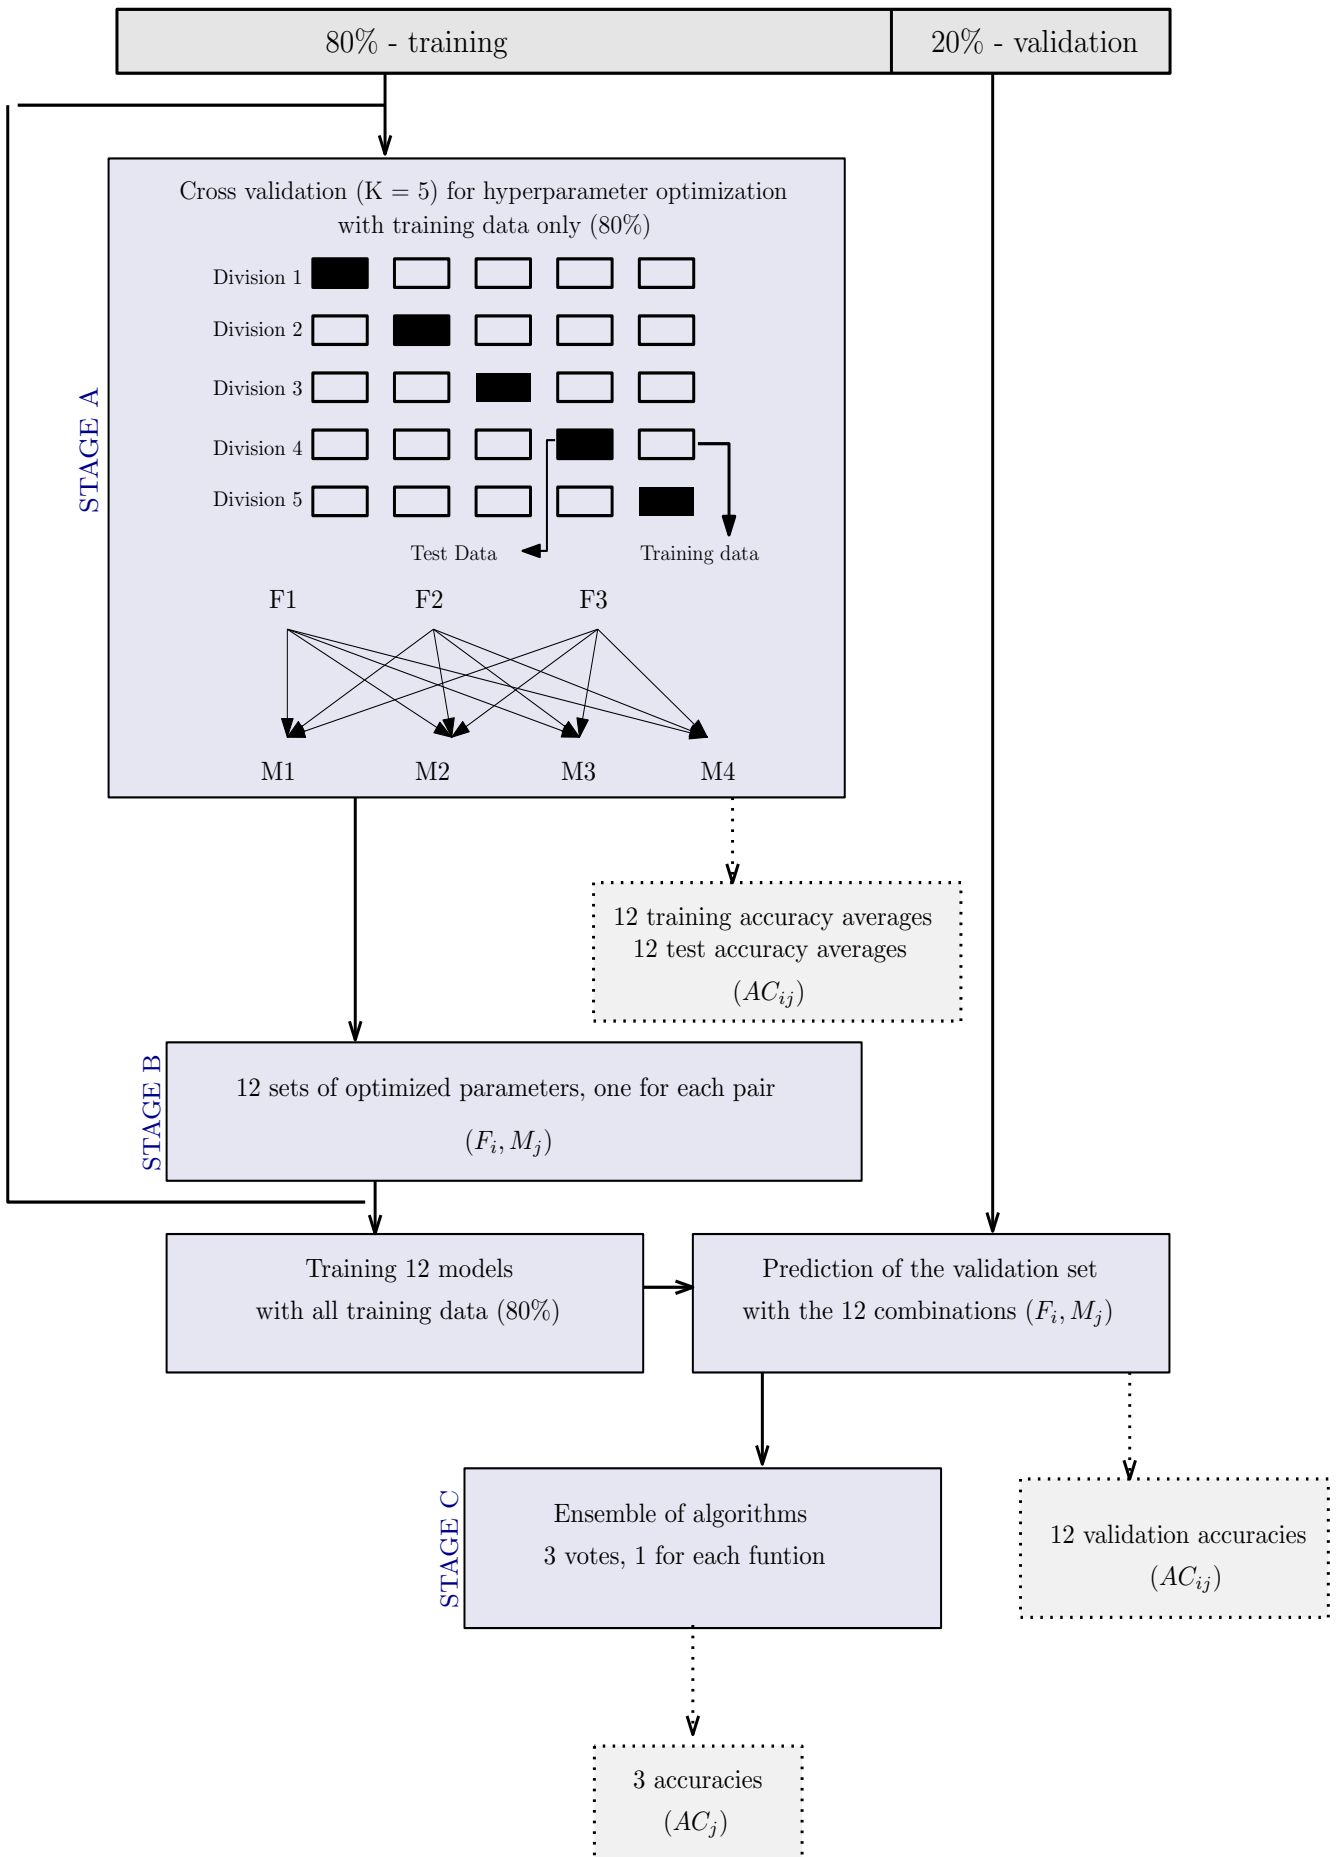 80% - training
20% - validation
Cross validation (K = 5) for hyperparameter optimization
with training data only (80%)
STAGE A
Division 1
Division 2
Division 3
Division 4
Division 5
Test Data
Training data
F1
F2
F3
M1
M2
M3
M4
12 training accuracy averages
12 test accuracy averages
(AC_{ij})
STAGE B
12 sets of optimized parameters, one for each pair
(F_i, M_j)
Training 12 models
with all training data (80%)
Prediction of the validation set
with the 12 combinations (F_i, M_j)
STAGE C
Ensemble of algorithms
3 votes, 1 for each funtion
12 validation accuracies
(AC_{ij})
3 accuracies
(AC_j)